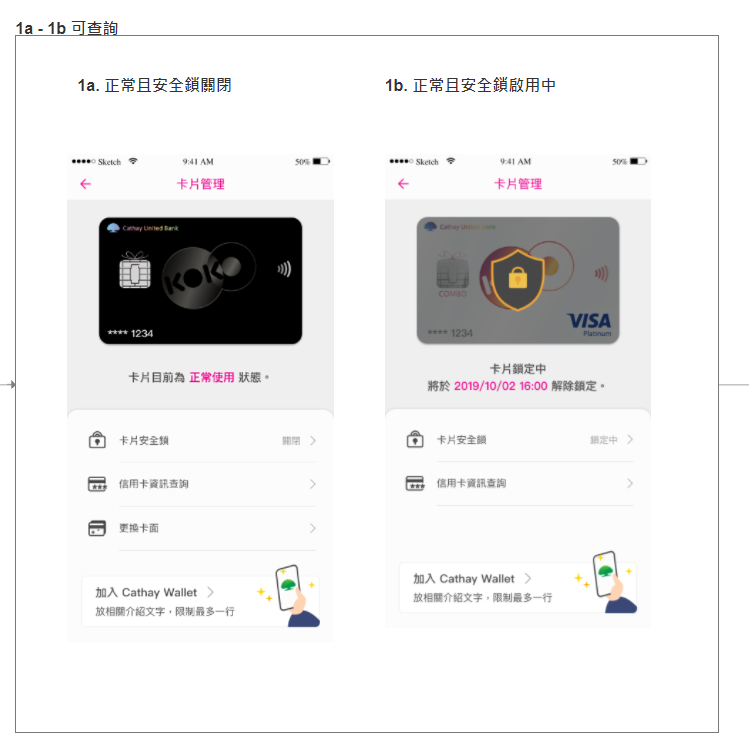 1a - 1b 可查詢
1a. 正常且安全鎖關閉
Sketch 9:41 AM 50%
卡片管理
Cathay United Bank
KOKO
**** 1234
卡片目前為 正常使用 狀態。
卡片安全鎖 關閉
信用卡資訊查詢
更換卡面
加入 Cathay Wallet
放相關介紹文字，限制最多一行
1b. 正常且安全鎖啟用中
Sketch 9:41 AM 50%
卡片管理
Cathay United Bank
COMBO
**** 1234
VISA
Platinum
卡片鎖定中
將於 2019/10/02 16:00 解除鎖定。
卡片安全鎖 鎖定中
信用卡資訊查詢
加入 Cathay Wallet
放相關介紹文字，限制最多一行